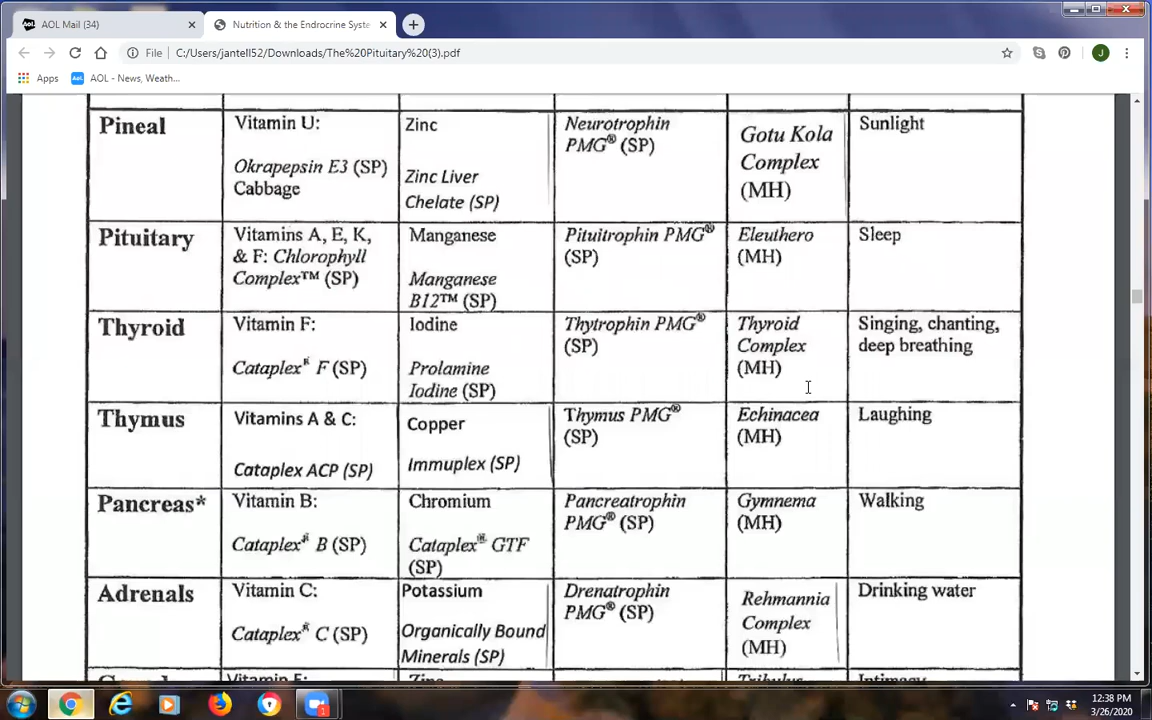 AOL Mail (34)
Nutrition & the Endocrine Syste
File C:/Users/jantell52/Downloads/The%20Pituitary%20(3).pdf
J
Apps
AOL - News, Weath...
Pineal
Vitamin U:
Okrapepsin E3 (SP)
Cabbage
Zinc
Zinc Liver
Chelate (SP)
Neurotrophin
PMG® (SP)
Gotu Kola
Complex
(MH)
Sunlight
Pituitary
Vitamins A, E, K,
& F: Chlorophyll
Complex™ (SP)
Manganese
Manganese
B12™ (SP)
Pituitrophin PMG®
(SP)
Eleuthero
(MH)
Sleep
Thyroid
Vitamin F:
Cataplex® F (SP)
Iodine
Prolamine
Iodine (SP)
Thytrophin PMG®
(SP)
Thyroid
Complex
(MH)
Singing, chanting,
deep breathing
Thymus
Vitamins A & C:
Cataplex ACP (SP)
Copper
Immuplex (SP)
Thymus PMG®
(SP)
Echinacea
(MH)
Laughing
Pancreas*
Vitamin B:
Cataplex® B (SP)
Chromium
Cataplex® GTF
(SP)
Pancreatrophin
PMG® (SP)
Gymnema
(MH)
Walking
Adrenals
Vitamin C:
Cataplex® C (SP)
Potassium
Organically Bound
Minerals (SP)
Drenatrophin
PMG® (SP)
Rehmannia
Complex
(MH)
Drinking water
Zinc
Tribulus
Intimacy
12:38 PM
3/26/2020